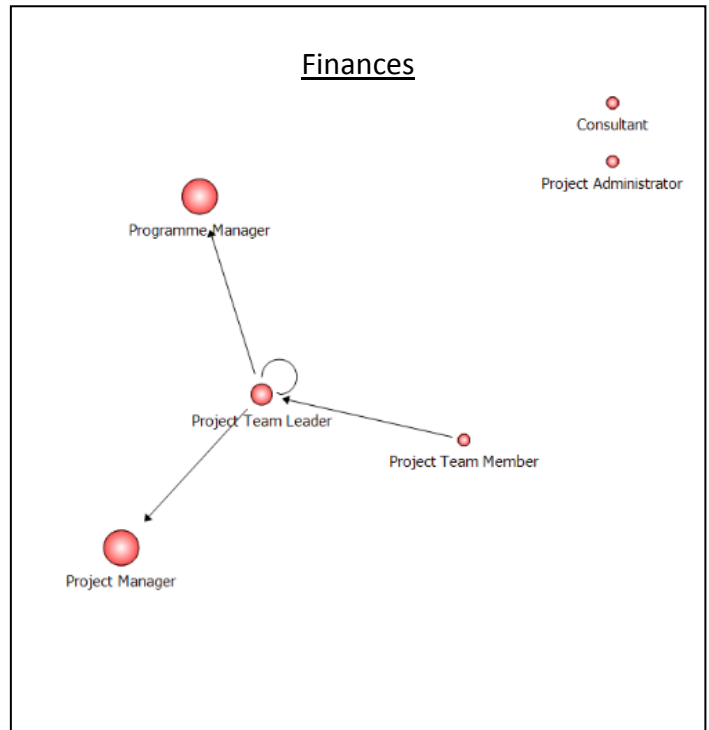 Finances
Consultant
Project Administrator
Programme Manager
Project Team Leader
Project Team Member
Project Manager